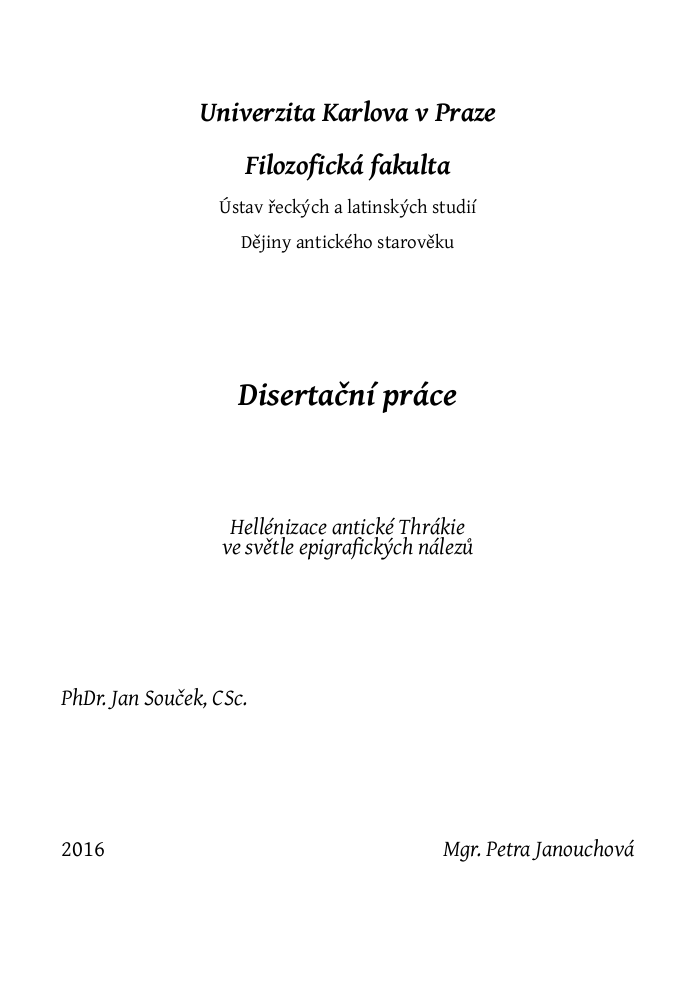 Univerzita Karlova v Praze
Filozofická fakulta
Ústav řeckých a latinských studií
Dějiny antického starověku
Disertační práce
Hellénizace antické Thrákie
ve světle epigrafických nálezů
PhDr. Jan Souček, CSc.
2016 Mgr. Petra Janouchová